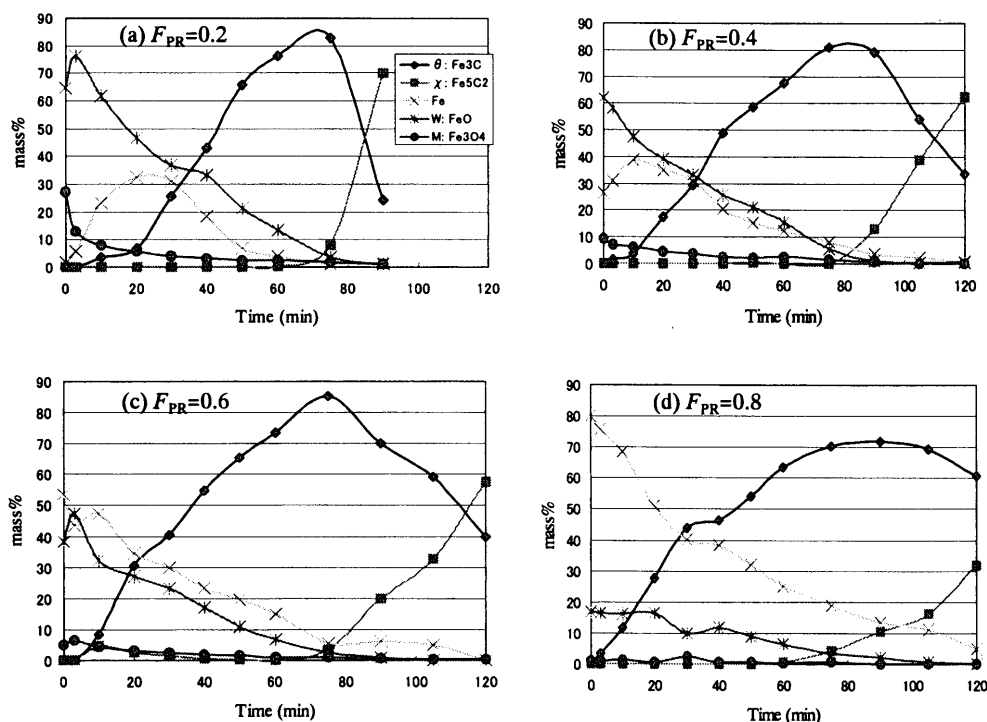 (a) FPR=0.2
90
80
70
60
50
40
30
20
10
0
mass%
0 20 40 60 80 100 120
Time (min)
θ : Fe3C
χ : Fe5C2
Fe
W: FeO
M: Fe3O4
(b) FPR=0.4
90
80
70
60
50
40
30
20
10
0
mass%
0 20 40 60 80 100 120
Time (min)
(c) FPR=0.6
90
80
70
60
50
40
30
20
10
0
mass%
0 20 40 60 80 100 120
Time (min)
(d) FPR=0.8
90
80
70
60
50
40
30
20
10
0
mass%
0 20 40 60 80 100 120
Time (min)